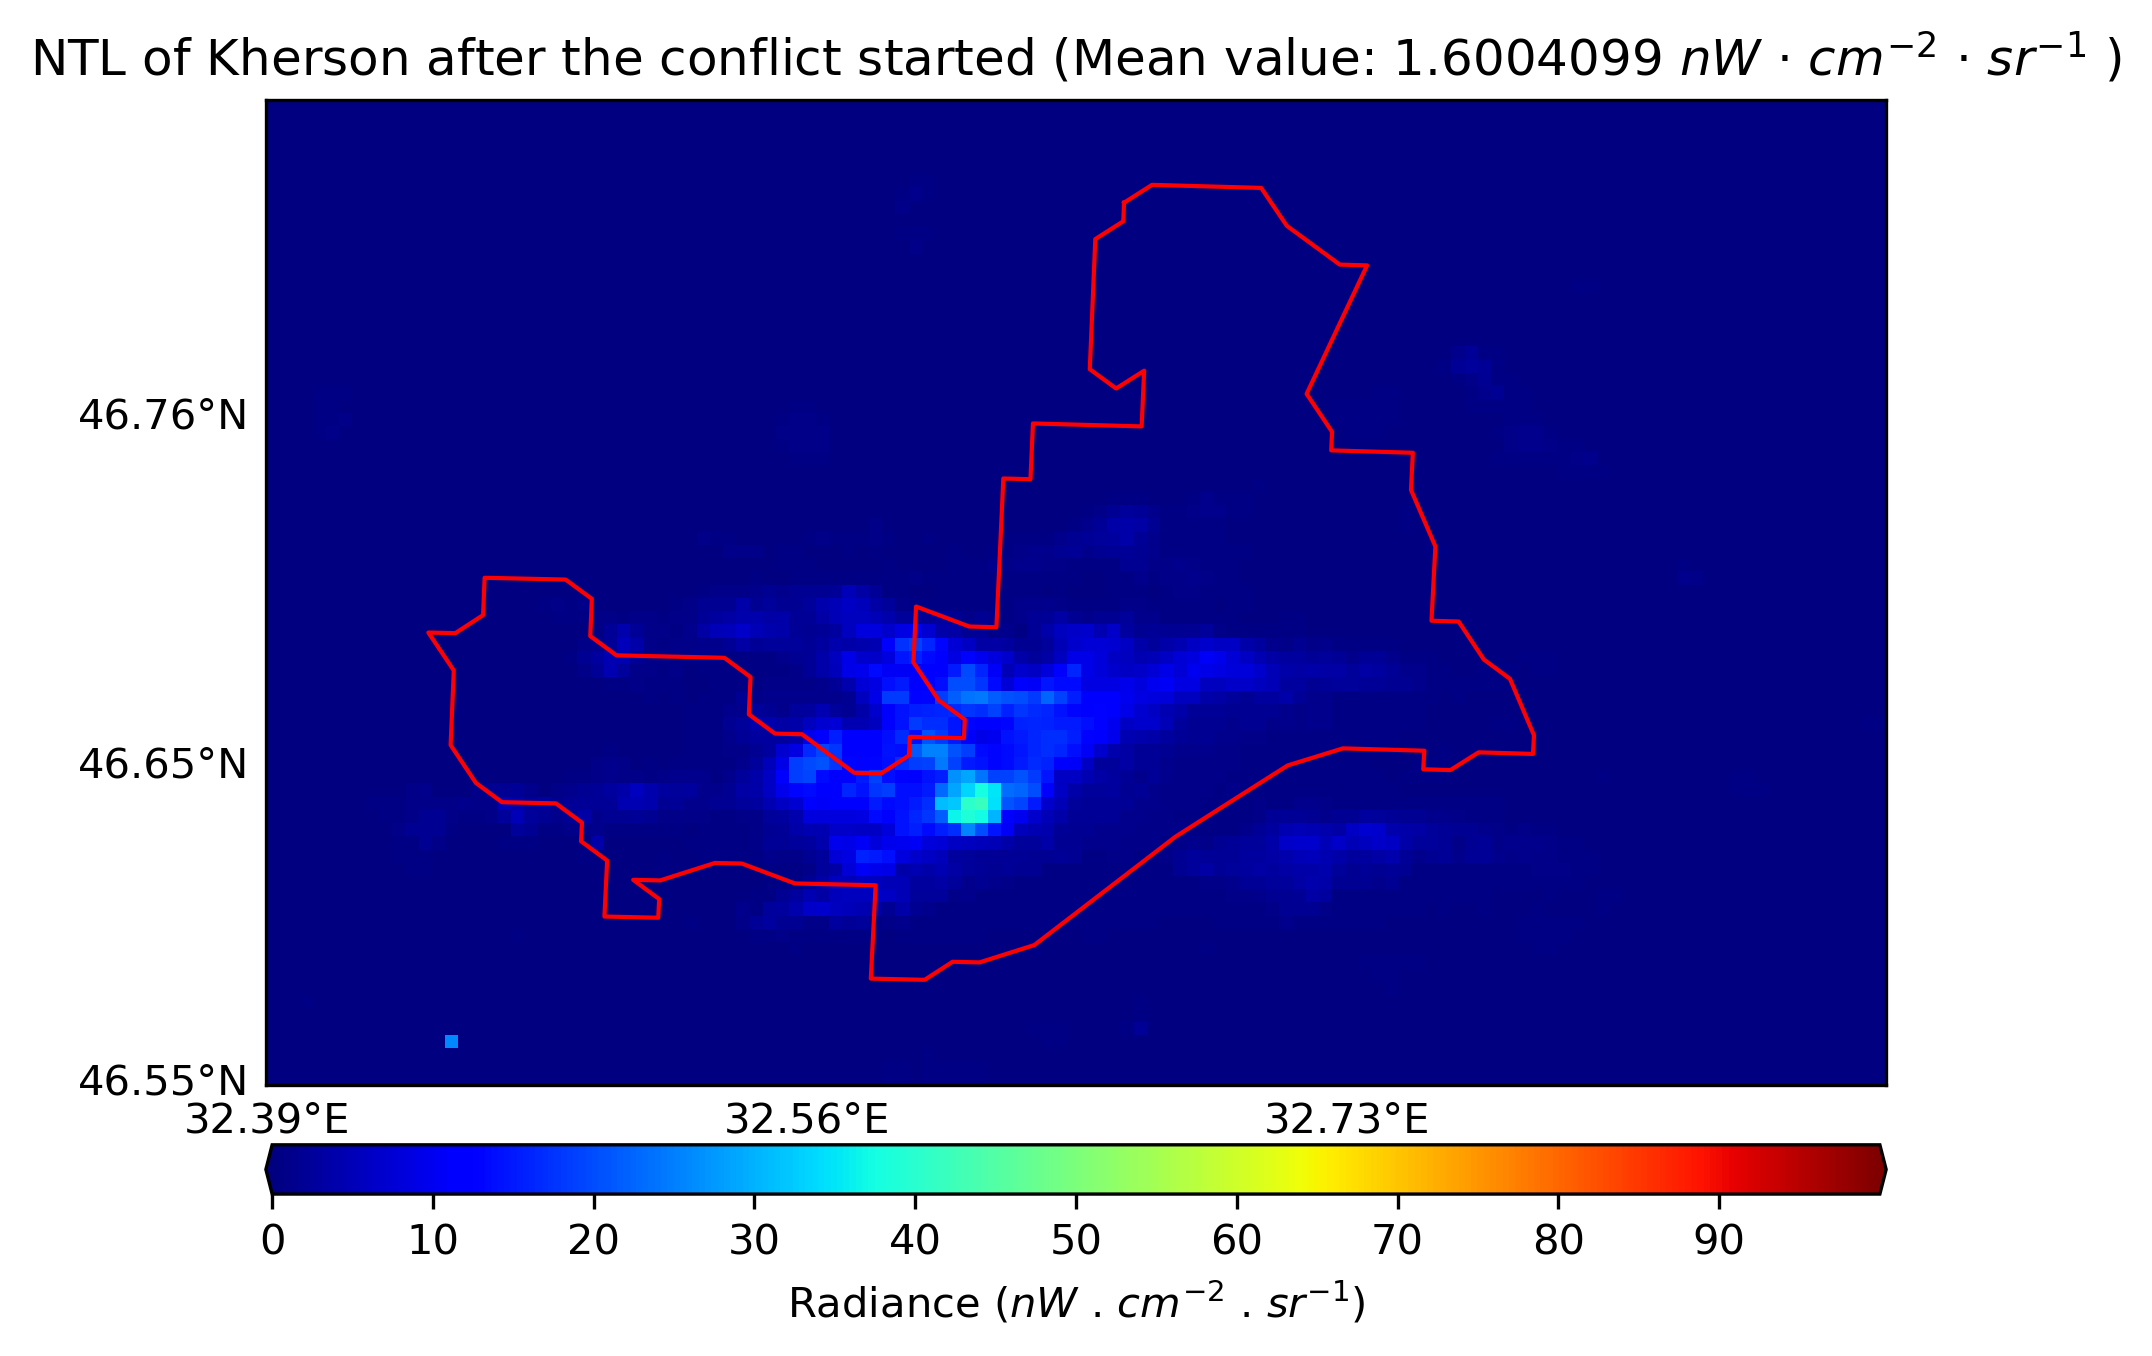 NTL of Kherson after the conflict started (Mean value: 1.6004099 nW · cm⁻² · sr⁻¹ )
46.76°N
46.65°N
46.55°N
32.39°E 32.56°E 32.73°E
0 10 20 30 40 50 60 70 80 90
Radiance (nW . cm⁻² . sr⁻¹)